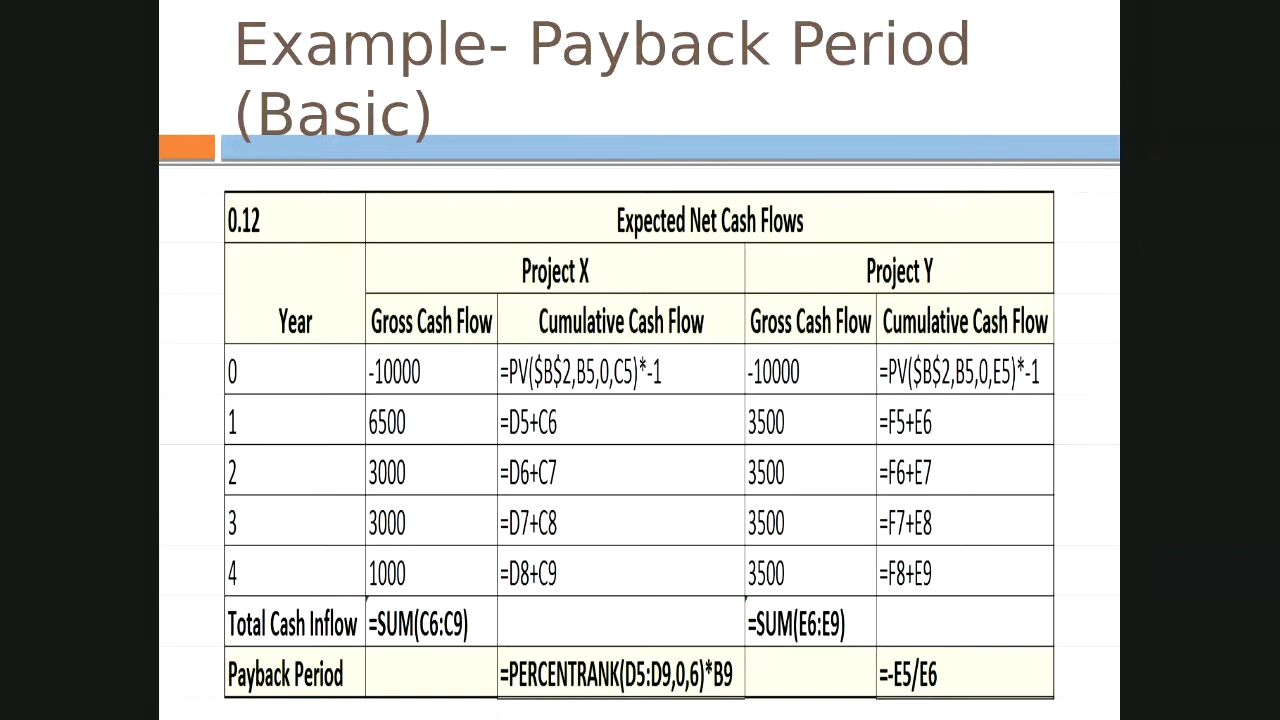 Example- Payback Period
(Basic)
0.12 Expected Net Cash Flows
Project X Project Y
Year Gross Cash Flow Cumulative Cash Flow Gross Cash Flow Cumulative Cash Flow
0 -10000 =PV($B$2,B5,0,C5)*-1 -10000 =PV($B$2,B5,0,E5)*-1
1 6500 =D5+C6 3500 =F5+E6
2 3000 =D6+C7 3500 =F6+E7
3 3000 =D7+C8 3500 =F7+E8
4 1000 =D8+C9 3500 =F8+E9
Total Cash Inflow =SUM(C6:C9) =SUM(E6:E9)
Payback Period =PERCENTRANK(D5:D9,0,6)*B9 =-E5/E6